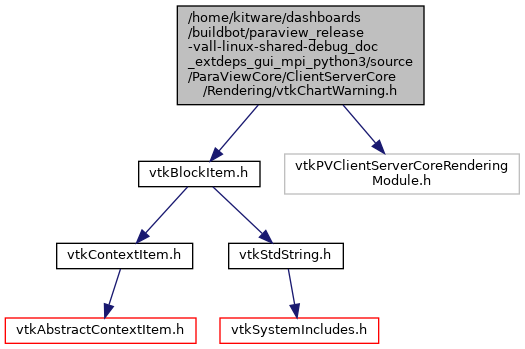 /home/kitware/dashboards
/buildbot/paraview_release
-vall-linux-shared-debug_doc
_extdeps_gui_mpi_python3/source
/ParaViewCore/ClientServerCore
/Rendering/vtkChartWarning.h
vtkBlockItem.h
vtkPVClientServerCoreRendering
Module.h
vtkContextItem.h
vtkStdString.h
vtkAbstractContextItem.h
vtkSystemIncludes.h